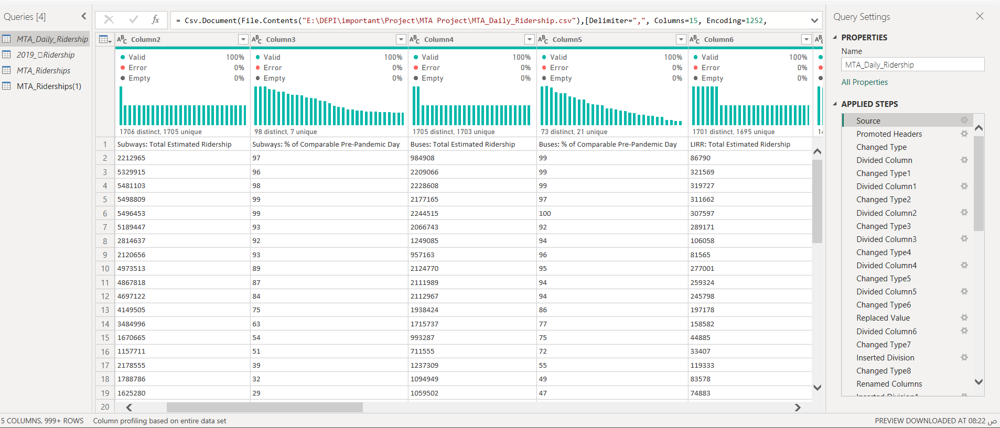 Queries [4]
MTA_Daily_Ridership
2019_ Ridership
MTA_Riderships
MTA_Riderships(1)
fx
= Csv.Document(File.Contents("E:\DEPI\important\Project\MTA Project\MTA_Daily_Ridership.csv"),[Delimiter=",", Columns=15, Encoding=1252,
ABC Column2 ABC Column3 ABC Column4 ABC Column5 ABC Column6
Valid 100% Valid 100% Valid 100% Valid 100% Valid 100%
Error 0% Error 0% Error 0% Error 0% Error 0%
Empty 0% Empty 0% Empty 0% Empty 0% Empty 0%
1706 distinct, 1705 unique 98 distinct, 7 unique 1705 distinct, 1703 unique 73 distinct, 21 unique 1701 distinct, 1695 unique
1 Subways: Total Estimated Ridership Subways: % of Comparable Pre-Pandemic Day Buses: Total Estimated Ridership Buses: % of Comparable Pre-Pandemic Day LIRR: Total Estimated Ridership
2 2212965 97 984908 99 86790
3 5329915 96 2209066 99 321569
4 5481103 98 2228608 99 319727
5 5498809 99 2177165 97 311662
6 5496453 99 2244515 100 307597
7 5189447 93 2066743 92 289171
8 2814637 92 1249085 94 106058
9 2120656 93 957163 96 81565
10 4973513 89 2124770 95 277001
11 4867818 87 2111989 94 259324
12 4697122 84 2112967 94 245798
13 4149505 75 1938424 86 197178
14 3484996 63 1715737 77 158582
15 1670665 54 993287 75 44885
16 1157711 51 711555 72 33407
17 2178555 39 1237309 55 119333
18 1788786 32 1094949 49 83578
19 1625280 29 1059502 47 74883
20
Query Settings
PROPERTIES
Name
MTA_Daily_Ridership
All Properties
APPLIED STEPS
Source
Promoted Headers
Changed Type
Divided Column
Changed Type1
Divided Column1
Changed Type2
Divided Column2
Changed Type3
Divided Column3
Changed Type4
Divided Column4
Changed Type5
Divided Column5
Changed Type6
Replaced Value
Divided Column6
Changed Type7
Inserted Division
Changed Type8
Renamed Columns
Inserted Division1
5 COLUMNS, 999+ ROWS Column profiling based on entire data set
PREVIEW DOWNLOADED AT 08:22 ص